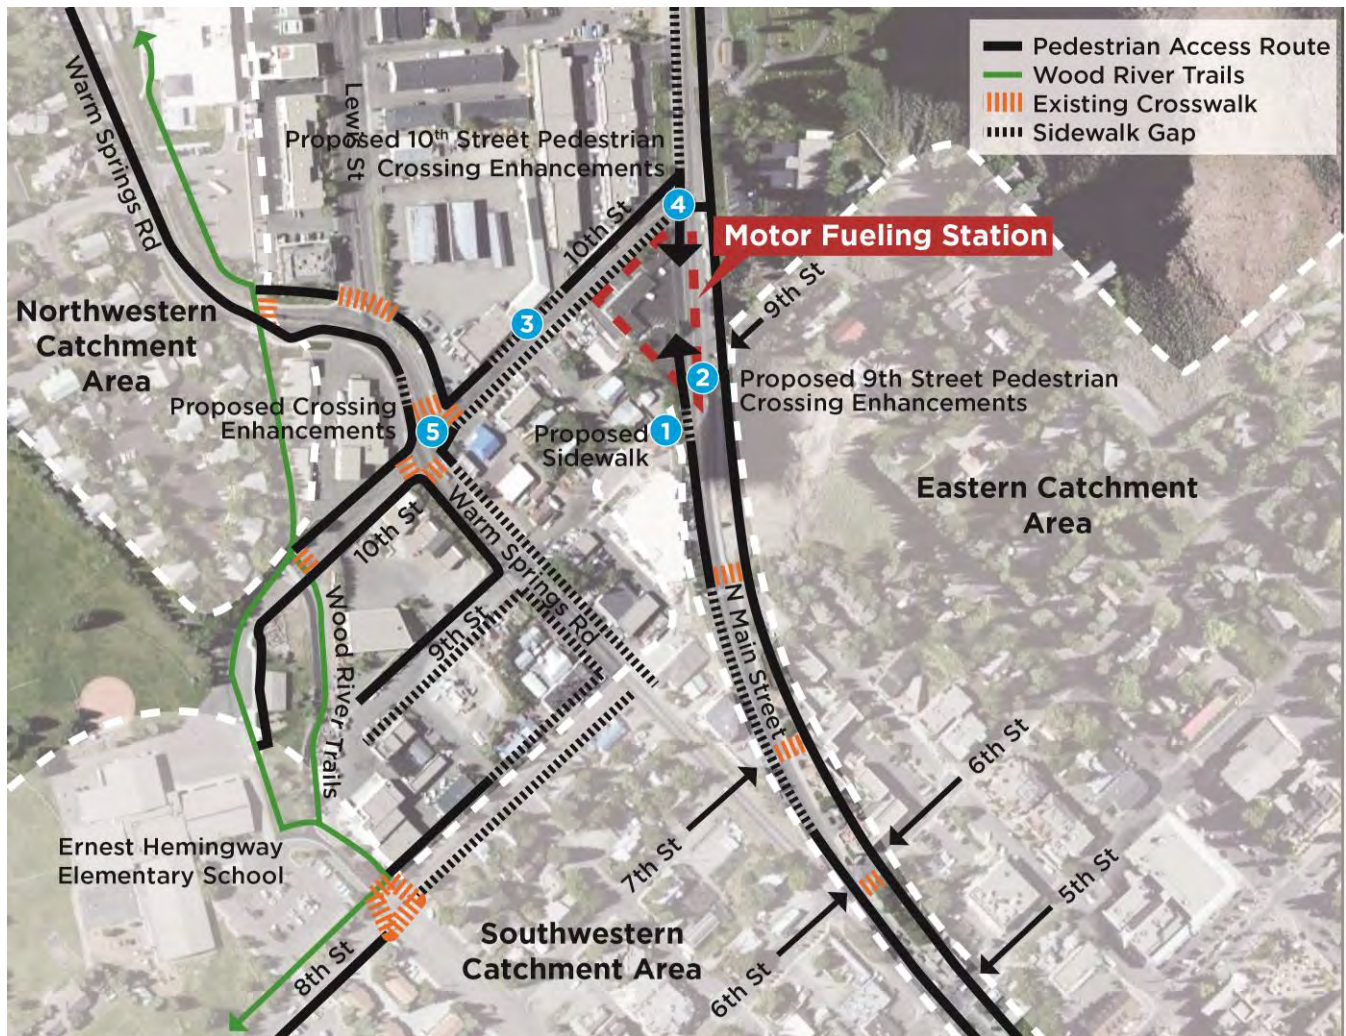 Pedestrian Access Route
Wood River Trails
Existing Crosswalk
Sidewalk Gap
Warm Springs Rd
Lewis St
Proposed 10th Street Pedestrian
Crossing Enhancements
4
10th St
Motor Fueling Station
9th St
Northwestern
Catchment
Area
3
2
Proposed 9th Street Pedestrian
Crossing Enhancements
Proposed Crossing
Enhancements
5
1
Proposed
Sidewalk
Eastern Catchment
Area
10th St
Warm Springs Rd
9th St
Wood River Trails
N Main Street
6th St
7th St
5th St
Ernest Hemingway
Elementary School
Southwestern
Catchment Area
8th St
6th St